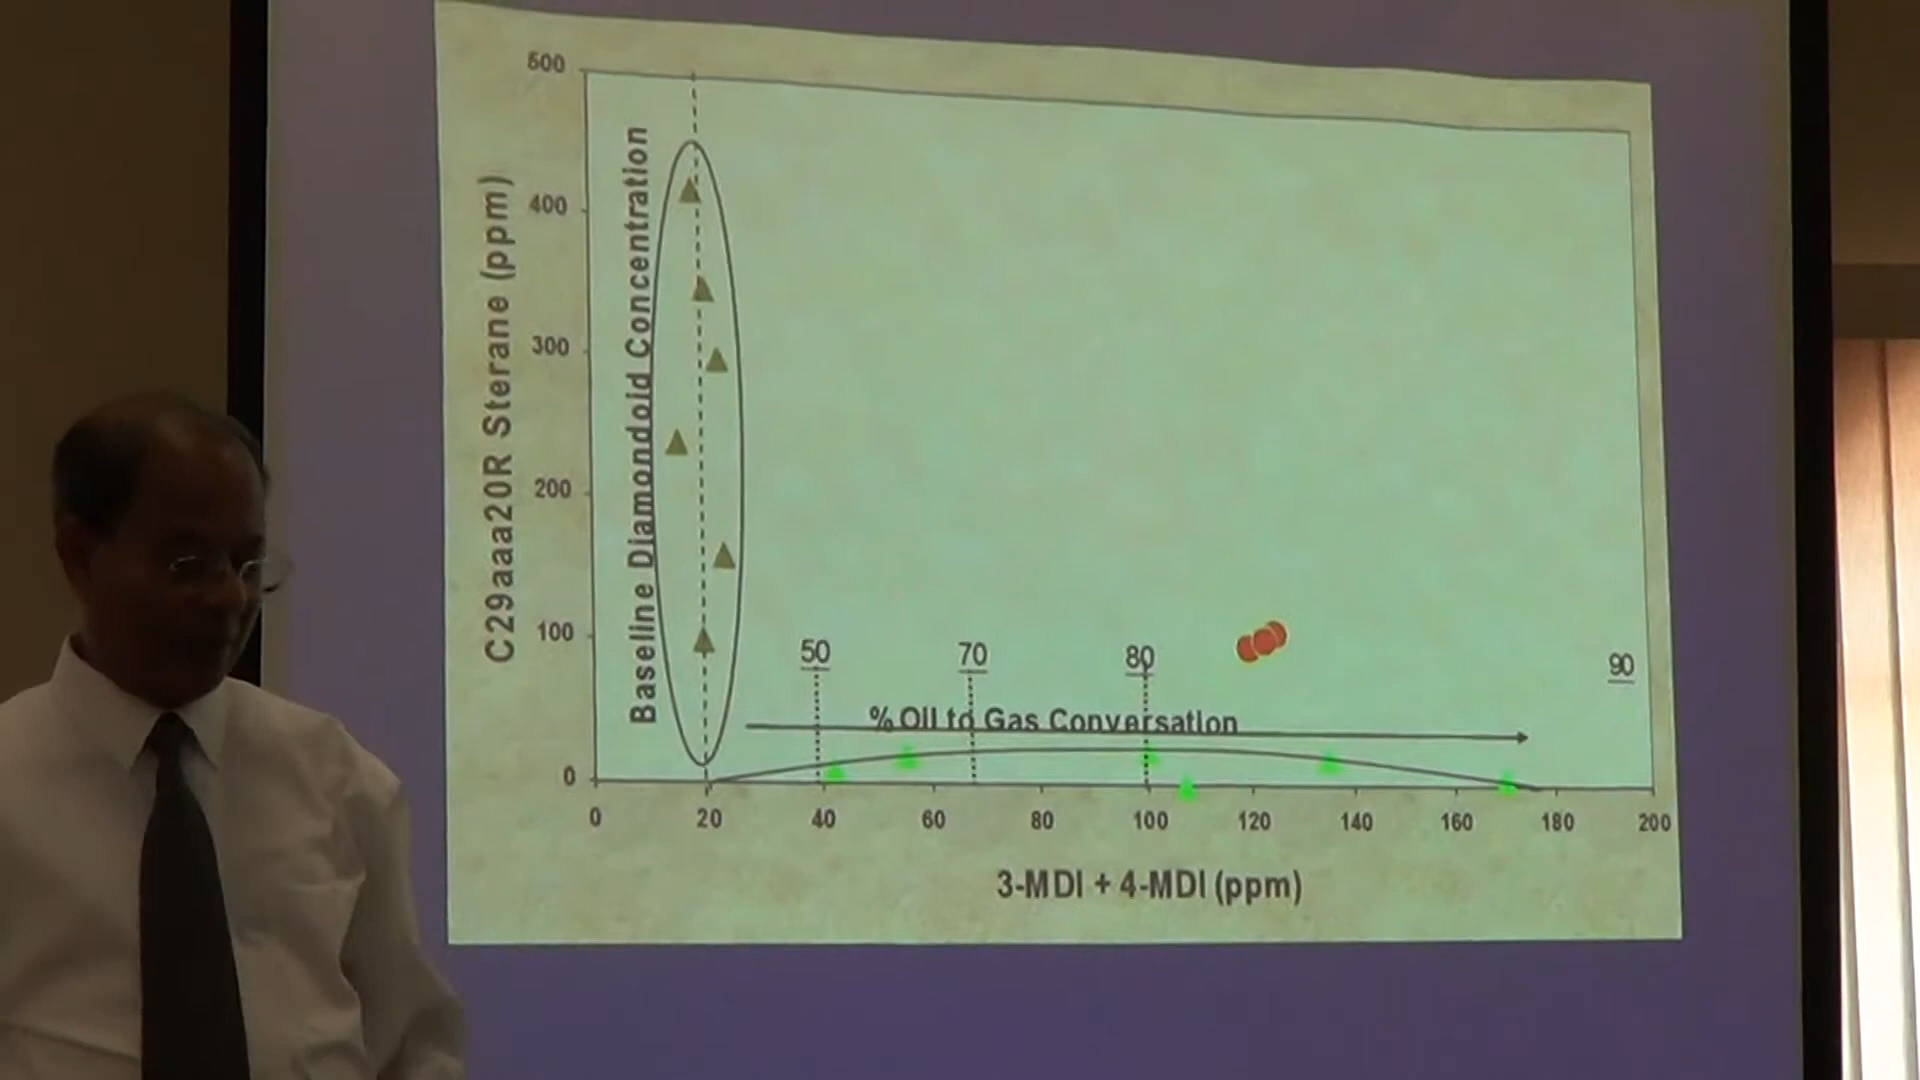 500
400
300
200
100
0
C29aaa20R Sterane (ppm)
Baseline Diamondoid Concentration
50 70 80 90
% Oil to Gas Conversation
0 20 40 60 80 100 120 140 160 180 200
3-MDI + 4-MDI (ppm)